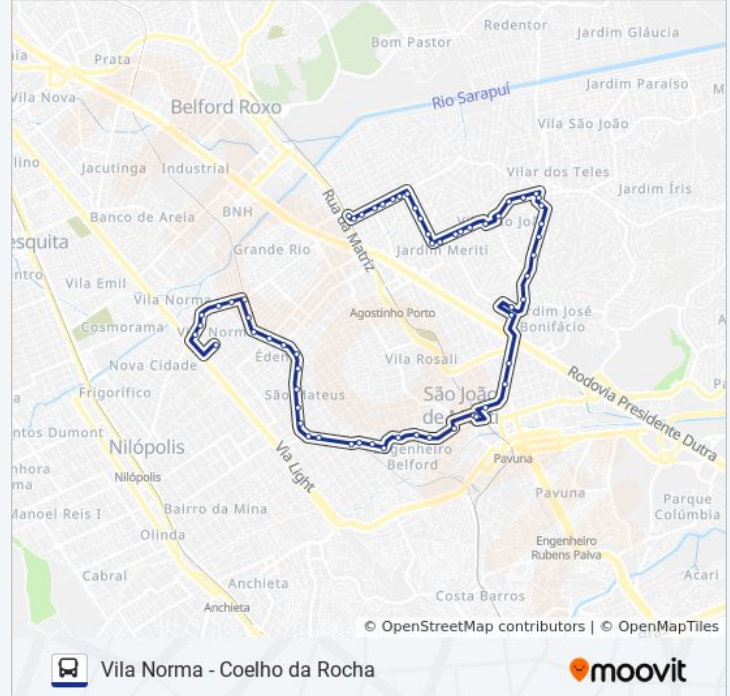 Redentor
Jardim Gláucia
Bom Pastor
Prata
Vila Nova
Belford Roxo
Rio Sarapuí
Jardim Paraíso
Vila São João
Jacutinga
Industrial
Vilar dos Teles
Jardim Íris
BNH
Banco de Areia
Rua da Matriz
esquita
Grande Rio
Jardim Meriti
Vila Emil
Vila Norma
Cosmorama
Agostinho Porto
Bonifácio
Nova Cidade
Vila Rosali
Frigorífico
São Mateus
São João
Rodovia Presidente Dutra
ntos Dumont
Nilópolis
Via Light
Belford
Pavuna
Nilópolis
Pavuna
Manoel Reis I
Bairro da Mina
Parque
Colúmbia
Olinda
Engenheiro
Rubens Paiva
Cabral
Anchieta
Acari
Costa Barros
Anchieta
© OpenStreetMap contributors | © OpenMapTiles
Vila Norma - Coelho da Rocha
moovit